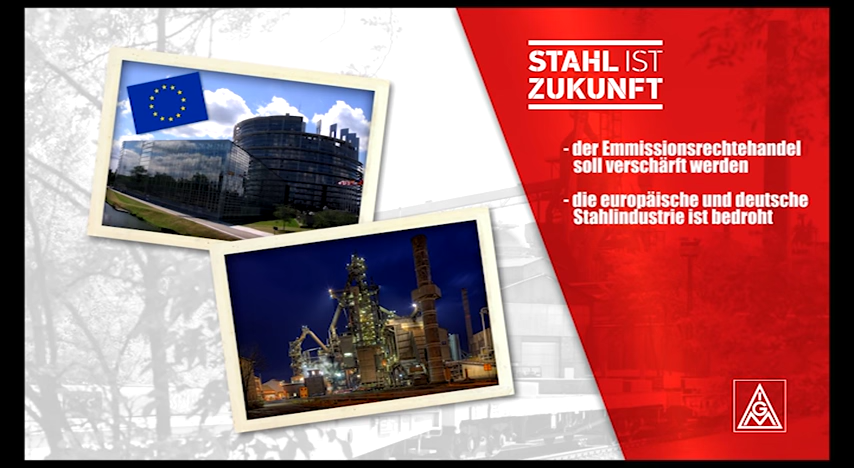 STAHL IST
ZUKUNFT
- der Emmissionsrechtehandel
soll verschärft werden
- die europäische und deutsche
Stahlindustrie ist bedroht
IGM